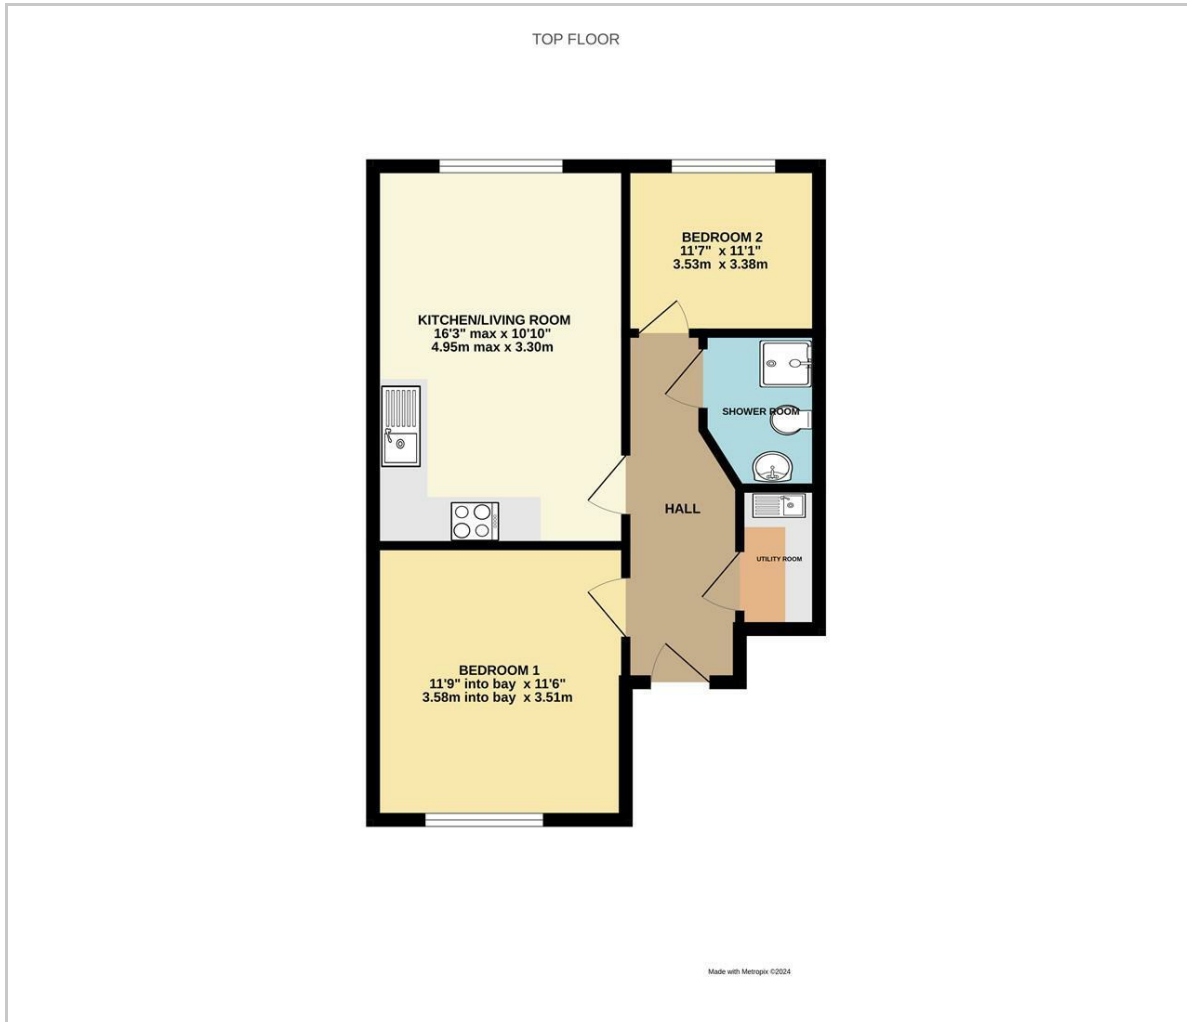 TOP FLOOR
BEDROOM 2
11'7" x 11'1"
3.53m x 3.38m
KITCHEN/LIVING ROOM
16'3" max x 10'10"
4.95m max x 3.30m
SHOWER ROOM
HALL
UTILITY ROOM
BEDROOM 1
11'9" into bay x 11'6"
3.58m into bay x 3.51m
Made with Metropix ©2024